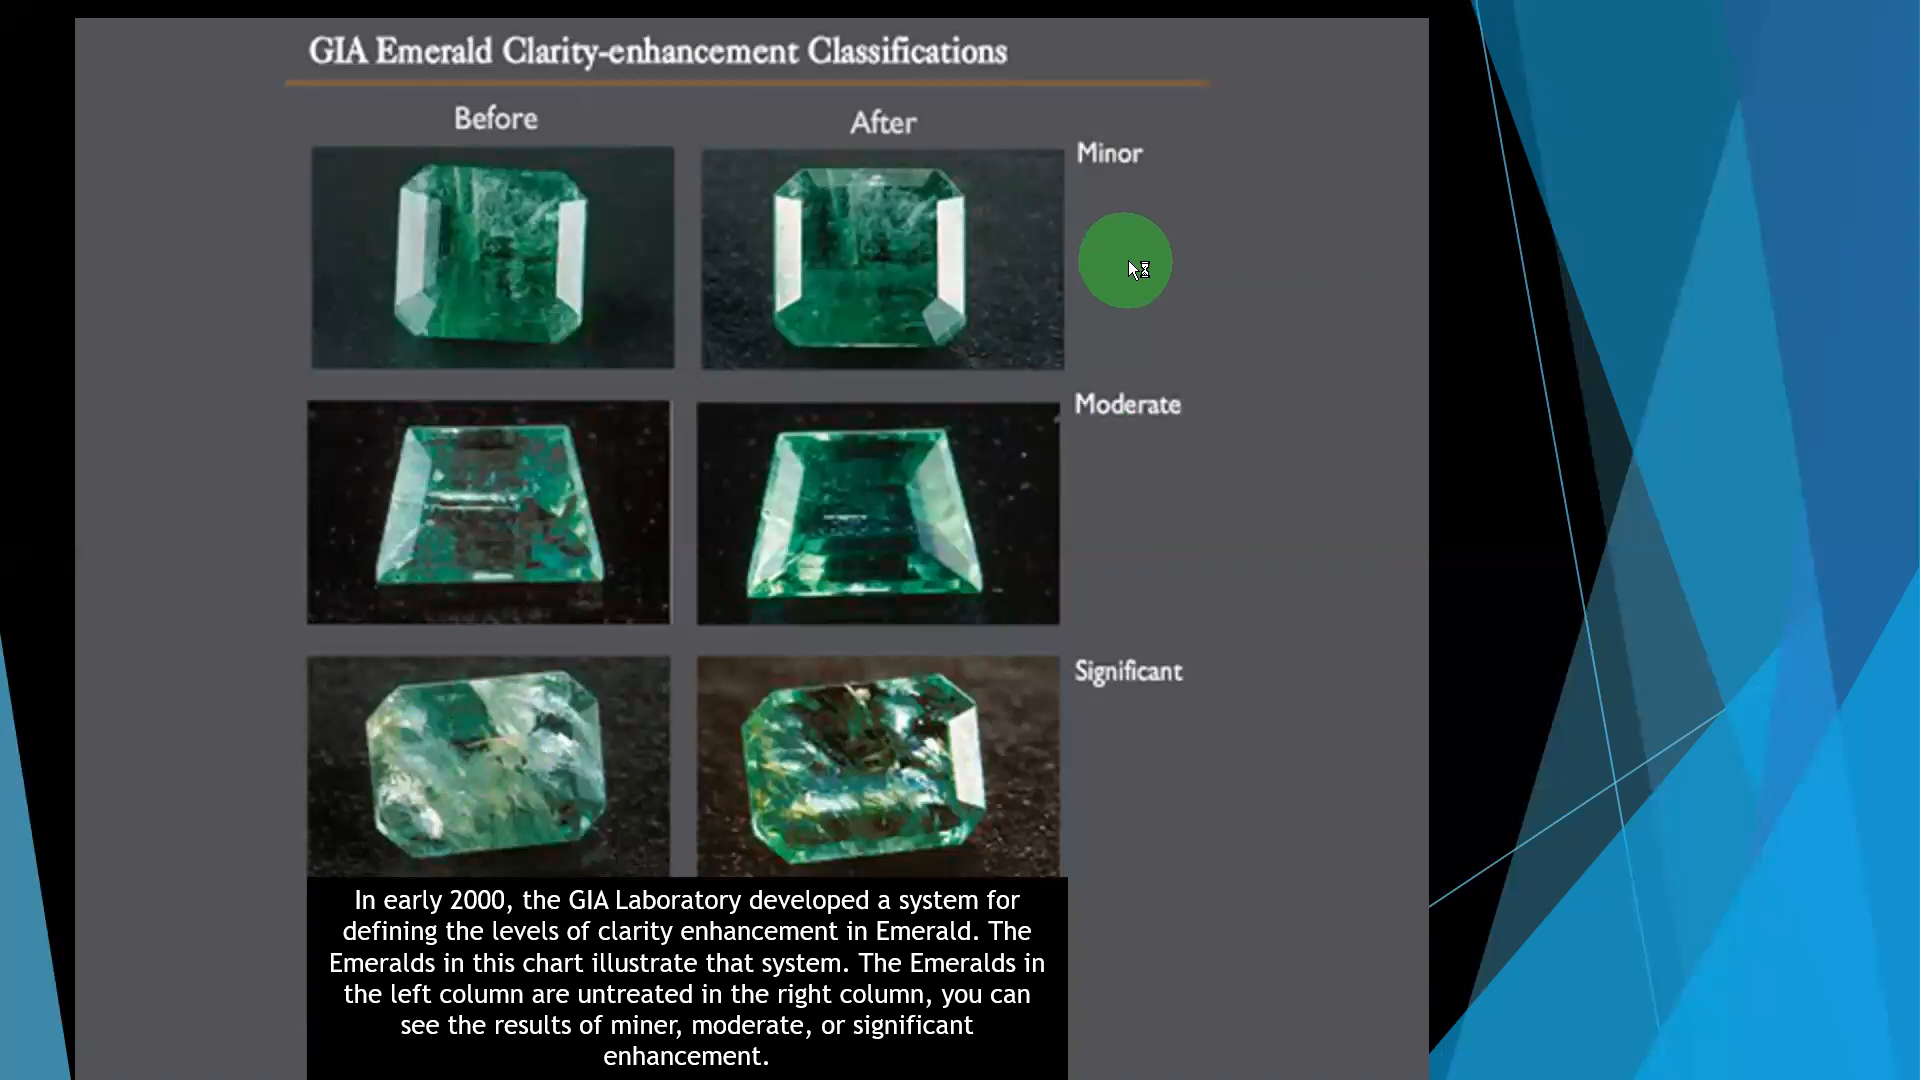 GIA Emerald Clarity-enhancement Classifications
Before
After
Minor
Moderate
Significant
In early 2000, the GIA Laboratory developed a system for
defining the levels of clarity enhancement in Emerald. The
Emeralds in this chart illustrate that system. The Emeralds in
the left column are untreated in the right column, you can
see the results of miner, moderate, or significant
enhancement.